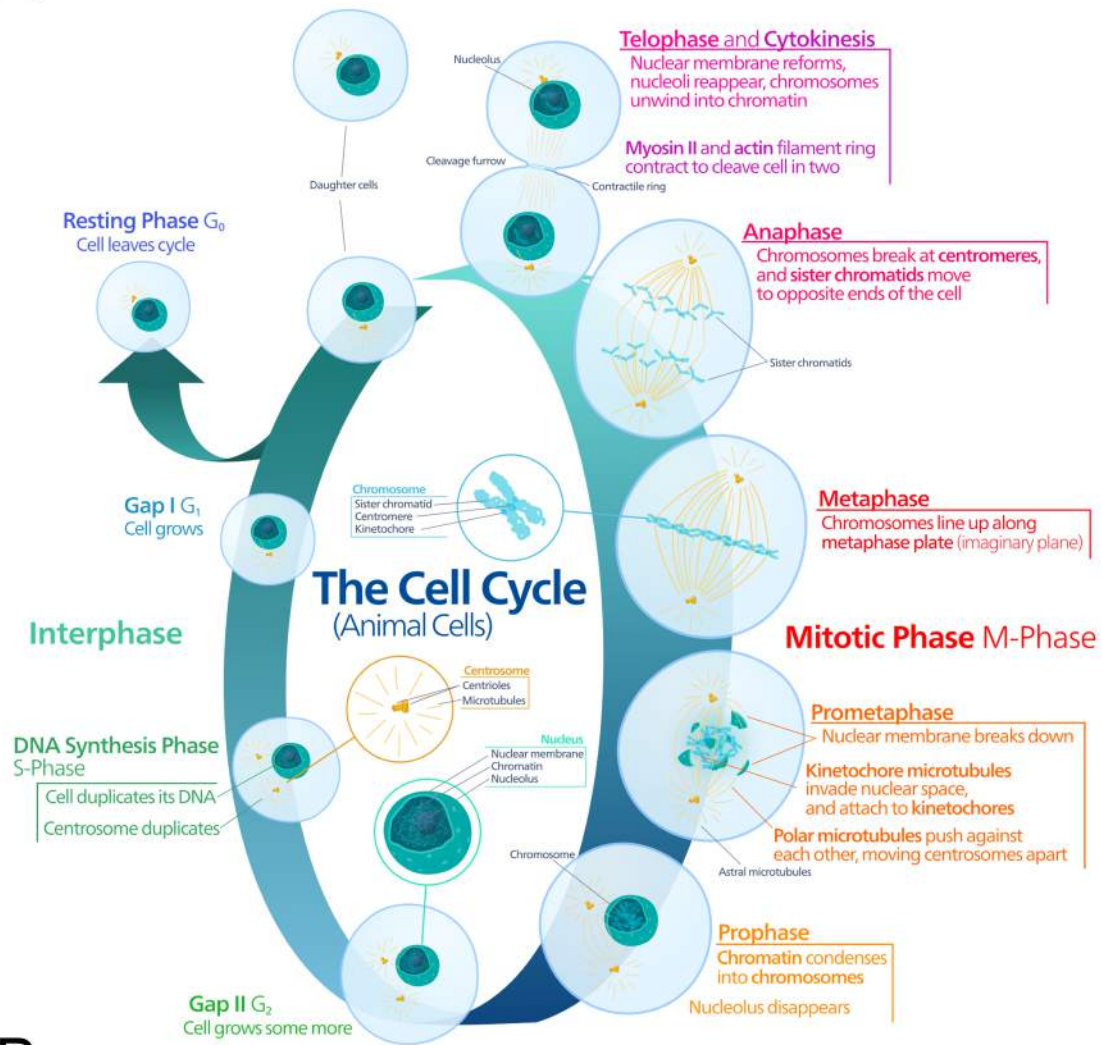 Telophase and Cytokinesis
Nuclear membrane reforms,
nucleoli reappear, chromosomes
unwind into chromatin
Myosin II and actin filament ring
contract to cleave cell in two
Nucleolus
Cleavage furrow
Contractile ring
Daughter cells
Resting Phase G₀
Cell leaves cycle
Anaphase
Chromosomes break at centromeres,
and sister chromatids move
to opposite ends of the cell
Sister chromatids
Gap I G₁
Cell grows
Chromosome
Sister chromatid
Centromere
Kinetochore
Metaphase
Chromosomes line up along
metaphase plate (imaginary plane)
The Cell Cycle
(Animal Cells)
Interphase
Mitotic Phase M-Phase
Centrosome
Centrioles
Microtubules
Prometaphase
Nuclear membrane breaks down
Kinetochore microtubules
invade nuclear space,
and attach to kinetochores
Polar microtubules push against
each other, moving centrosomes apart
Astral microtubules
DNA Synthesis Phase
S-Phase
Cell duplicates its DNA
Centrosome duplicates
Nucleus
Nuclear membrane
Chromatin
Nucleolus
Chromosome
Prophase
Chromatin condenses
into chromosomes
Nucleolus disappears
Gap II G₂
Cell grows some more